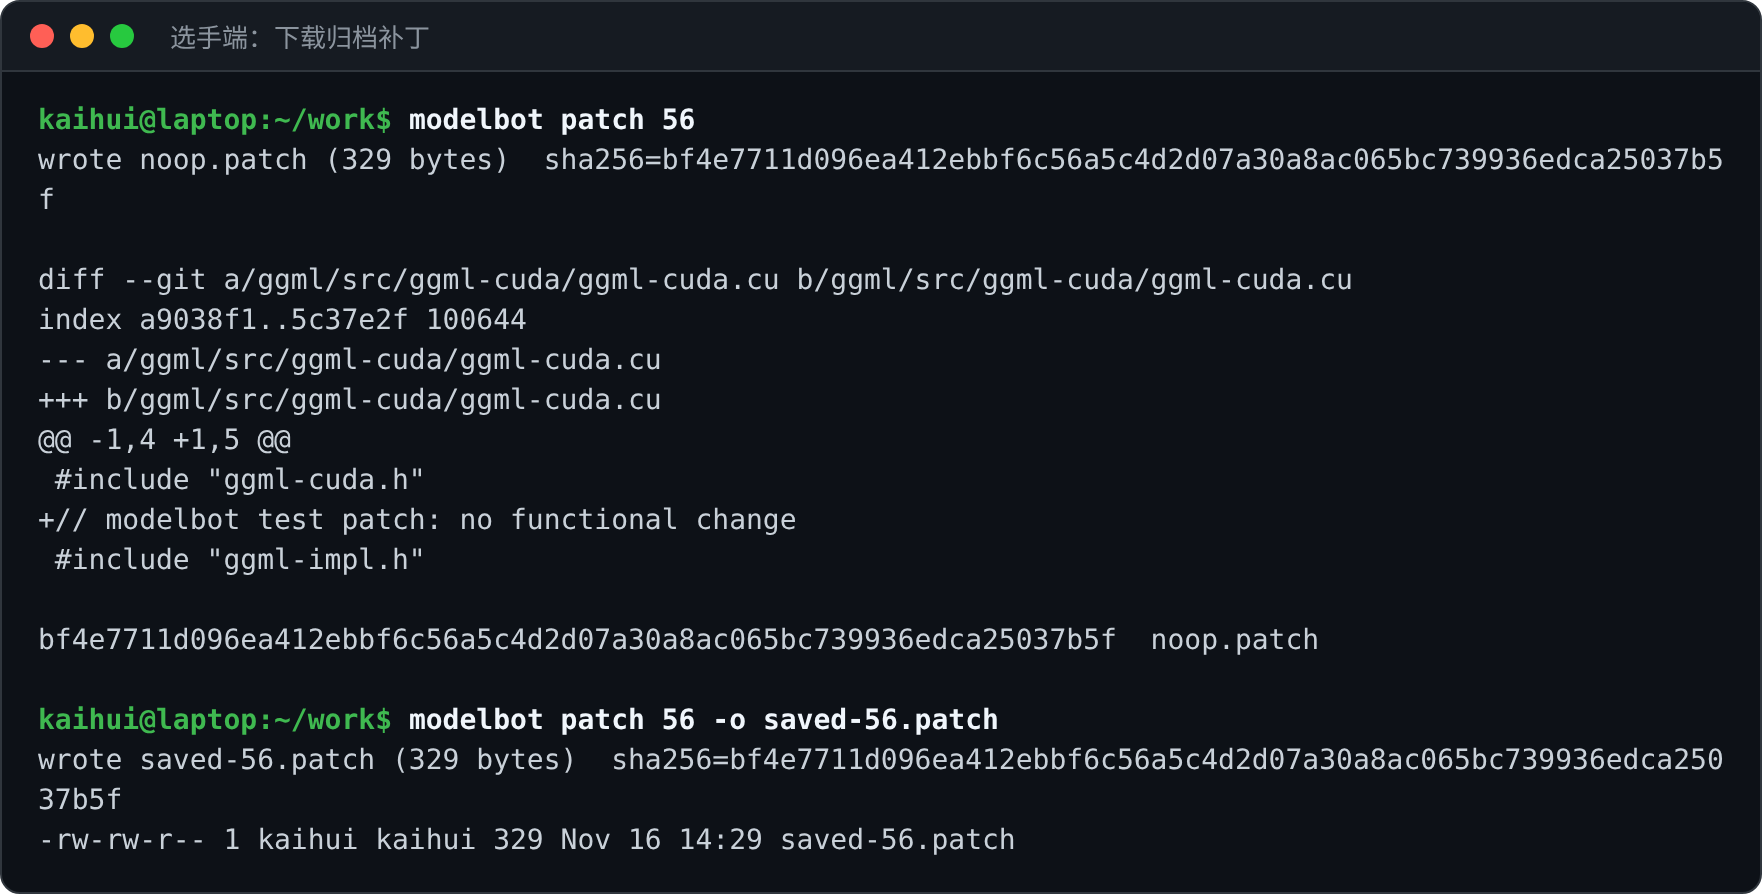 选手端：下载归档补丁
kaihui@laptop:~/work$ modelbot patch 56
wrote noop.patch (329 bytes)  sha256=bf4e7711d096ea412ebbf6c56a5c4d2d07a30a8ac065bc739936edca25037b5
f
diff --git a/ggml/src/ggml-cuda/ggml-cuda.cu b/ggml/src/ggml-cuda/ggml-cuda.cu
index a9038f1..5c37e2f 100644
--- a/ggml/src/ggml-cuda/ggml-cuda.cu
+++ b/ggml/src/ggml-cuda/ggml-cuda.cu
@@ -1,4 +1,5 @@
 #include "ggml-cuda.h"
+// modelbot test patch: no functional change
 #include "ggml-impl.h"
bf4e7711d096ea412ebbf6c56a5c4d2d07a30a8ac065bc739936edca25037b5f  noop.patch
kaihui@laptop:~/work$ modelbot patch 56 -o saved-56.patch
wrote saved-56.patch (329 bytes)  sha256=bf4e7711d096ea412ebbf6c56a5c4d2d07a30a8ac065bc739936edca250
37b5f
-rw-rw-r-- 1 kaihui kaihui 329 Nov 16 14:29 saved-56.patch